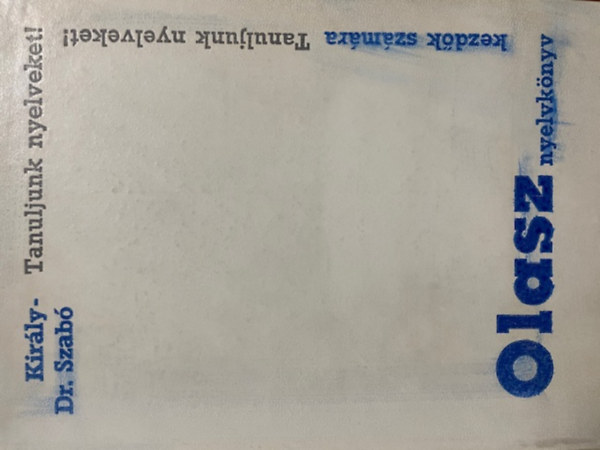 Király- Tanuljunk nyelveket!
Dr. Szabó
Olasz nyelvkönyv
kezdők számára Tanuljunk nyelveket!